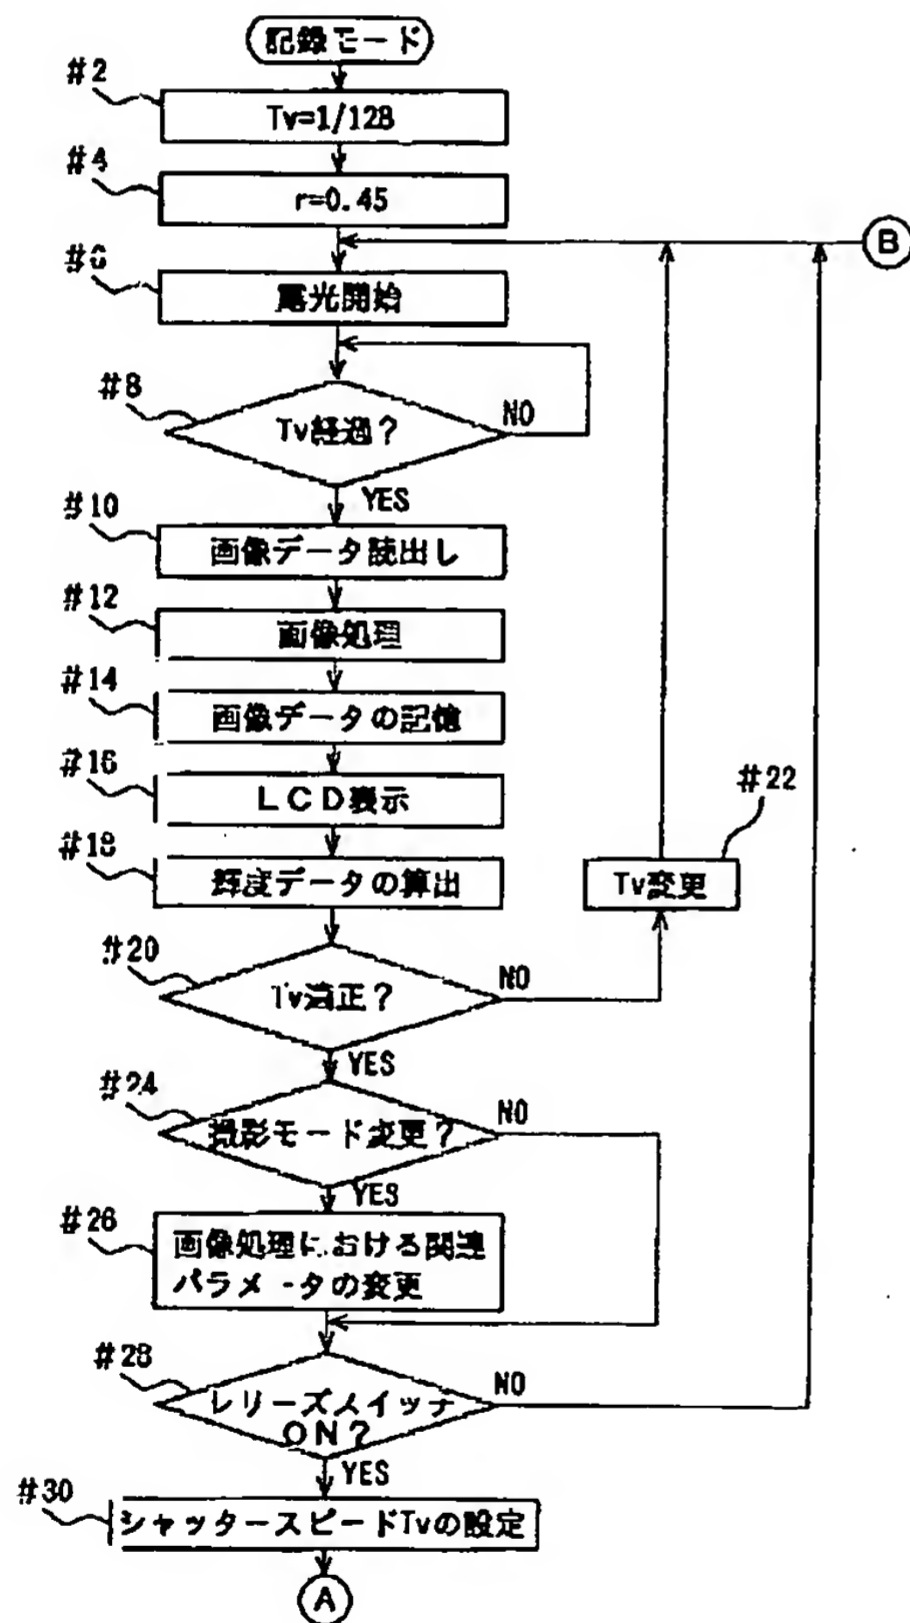 記録モード
#2
Tv=1/128
#4
r=0.45
B
#6
露光開始
#8
Tv経過?
NO
YES
#10
画像データ読出し
#12
画像処理
#14
画像データの記憶
#16
LCD表示
#22
#18
輝度データの算出
Tv変更
#20
Tv適正?
NO
YES
#24
撮影モード変更?
NO
YES
#26
画像処理における関連
パラメータの変更
#28
レリーズスイッチ
ON?
NO
YES
#30
シャッタースピードTvの設定
A